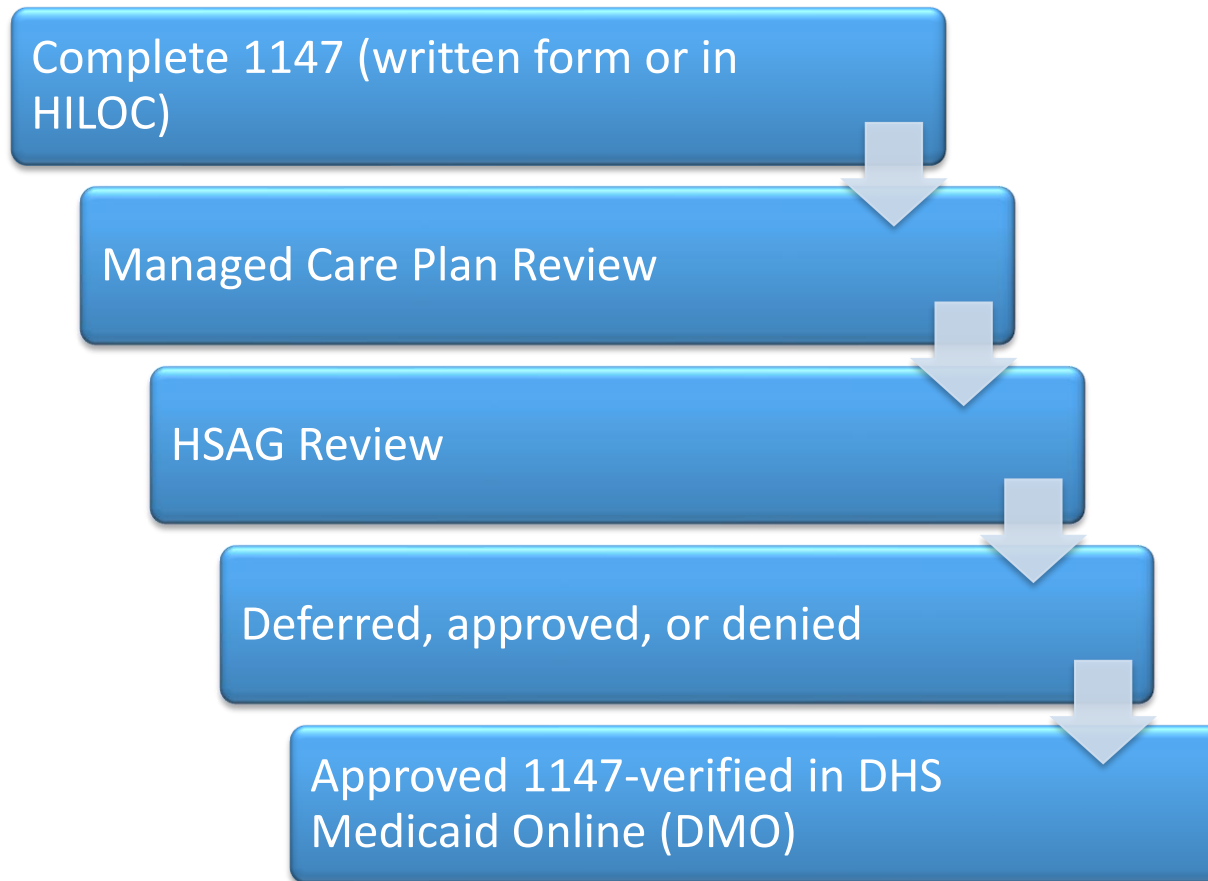 Complete 1147 (written form or in
HILOC)
Managed Care Plan Review
HSAG Review
Deferred, approved, or denied
Approved 1147-verified in DHS
Medicaid Online (DMO)